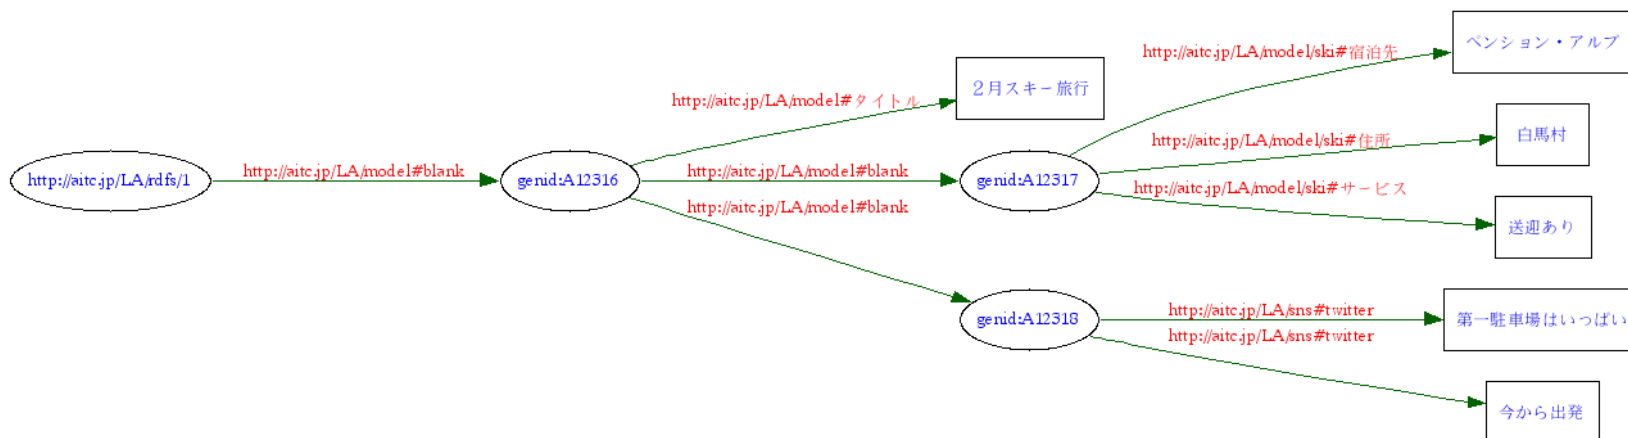 http://aitc.jp/LA/rdfs/1
http://aitc.jp/LA/model#blank
genid:A12316
http://aitc.jp/LA/model#タイトル
２月スキー旅行
http://aitc.jp/LA/model#blank
genid:A12317
http://aitc.jp/LA/model/ski#宿泊先
ペンション・アルプ
http://aitc.jp/LA/model/ski#住所
白馬村
http://aitc.jp/LA/model/ski#サービス
送迎あり
http://aitc.jp/LA/model#blank
genid:A12318
http://aitc.jp/LA/sns#twitter
第一駐車場はいっぱい
http://aitc.jp/LA/sns#twitter
今から出発